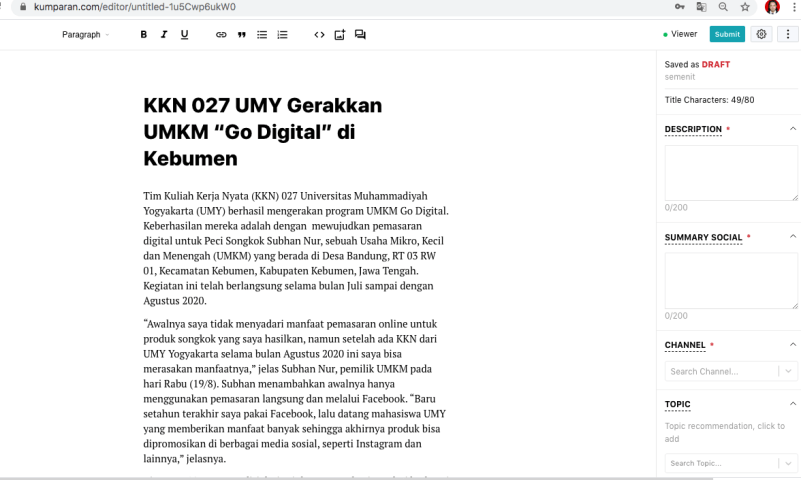 kumparan.com/editor/untitled-1u5Cwp6ukW0
Paragraph
B I U
Viewer
Submit
Saved as DRAFT
semenit
Title Characters: 49/80
KKN 027 UMY Gerakkan
UMKM “Go Digital” di
Kebumen
Tim Kuliah Kerja Nyata (KKN) 027 Universitas Muhammadiyah
Yogyakarta (UMY) berhasil mengerakan program UMKM Go Digital.
Keberhasilan mereka adalah dengan mewujudkan pemasaran
digital untuk Peci Songkok Subhan Nur, sebuah Usaha Mikro, Kecil
dan Menengah (UMKM) yang berada di Desa Bandung, RT 03 RW
01, Kecamatan Kebumen, Kabupaten Kebumen, Jawa Tengah.
Kegiatan ini telah berlangsung selama bulan Juli sampai dengan
Agustus 2020.
“Awalnya saya tidak menyadari manfaat pemasaran online untuk
produk songkok yang saya hasilkan, namun setelah ada KKN dari
UMY Yogyakarta selama bulan Agustus 2020 ini saya bisa
merasakan manfaatnya,” jelas Subhan Nur, pemilik UMKM pada
hari Rabu (19/8). Subhan menambahkan awalnya hanya
menggunakan pemasaran langsung dan melalui Facebook. “Baru
setahun terakhir saya pakai Facebook, lalu datang mahasiswa UMY
yang memberikan manfaat banyak sehingga akhirnya produk bisa
dipromosikan di berbagai media sosial, seperti Instagram dan
lainnya,” jelasnya.
DESCRIPTION *
0/200
SUMMARY SOCIAL *
0/200
CHANNEL *
Search Channel...
TOPIC
Topic recommendation, click to
add
Search Topic...